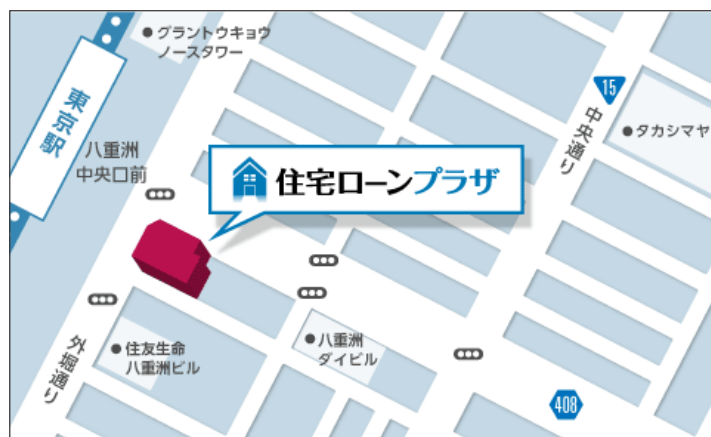 グラントウキョウ
ノースタワー
東京駅
八重洲
中央口前
15
中央通り
タカシマヤ
住宅ローンプラザ
外堀通り
住友生命
八重洲ビル
八重洲
ダイビル
408